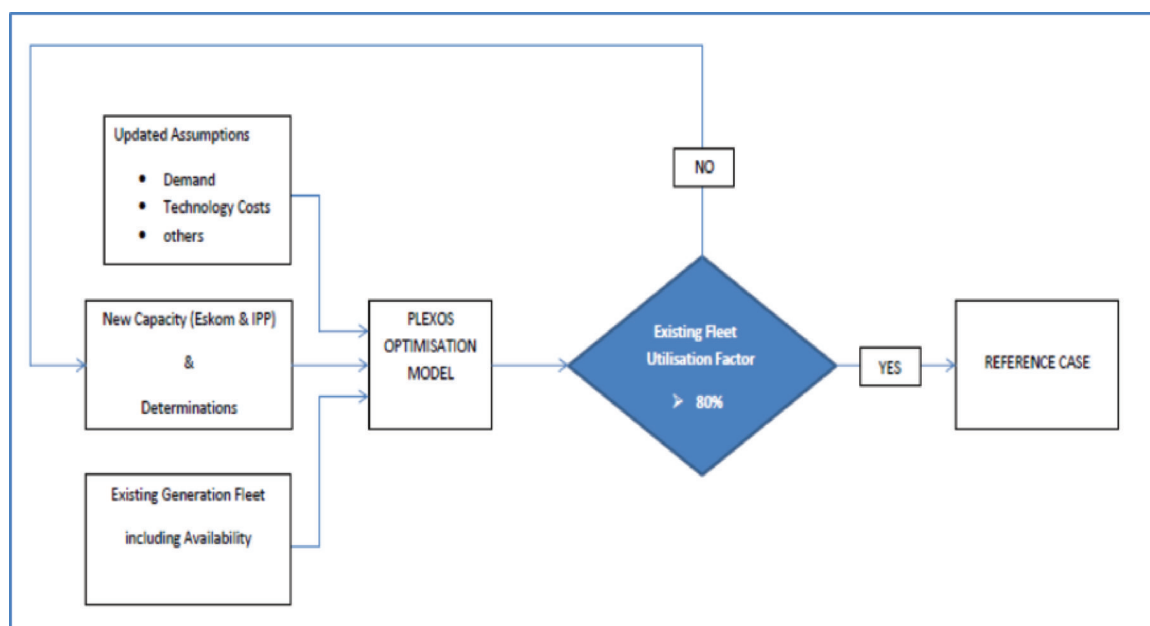 Updated Assumptions
• Demand
• Technology Costs
• others
New Capacity (Eskom & IPP)
&
Determinations
Existing Generation Fleet
including Availability
PLEXOS
OPTIMISATION
MODEL
Existing Fleet
Utilisation Factor
➢ 80%
NO
YES
REFERENCE CASE